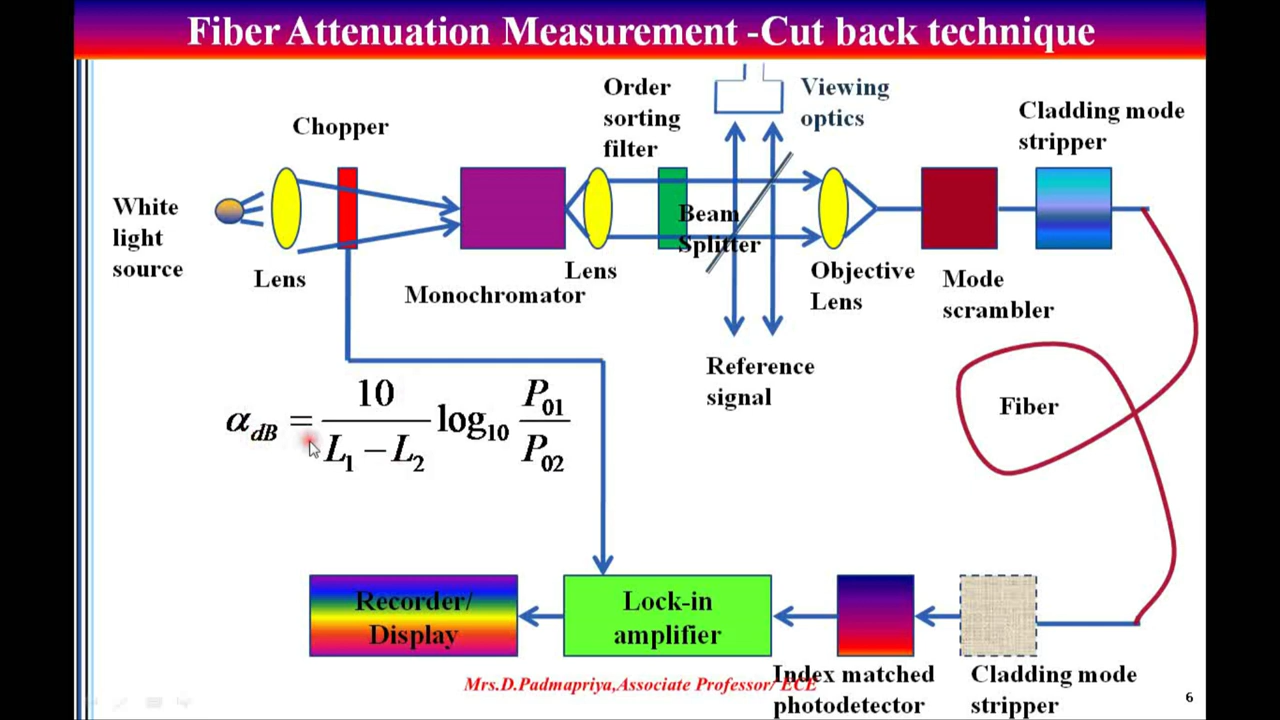 Fiber Attenuation Measurement -Cut back technique
Order
sorting
filter
Viewing
optics
Cladding mode
stripper
Chopper
White
light
source
Lens
Monochromator
Lens
Beam
Splitter
Objective
Lens
Mode
scrambler
Reference
signal
Fiber
α_dB = 10 / (L_1 − L_2) log_10 P_01 / P_02
Recorder/
Display
Lock-in
amplifier
Index matched
photodetector
Cladding mode
stripper
Mrs.D.Padmapriya,Associate Professor/ ECE
6